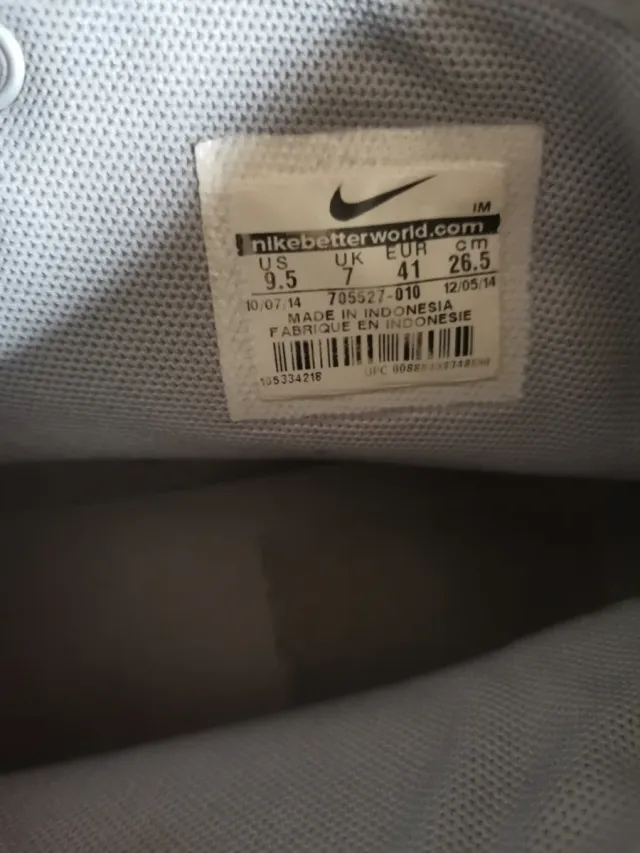 IM
nikebetterworld.com
US UK EUR cm
9.5 7 41 26.5
10/07/14 705527-010 12/05/14
MADE IN INDONESIA
FABRIQUE EN INDONESIE
105334218 UPC